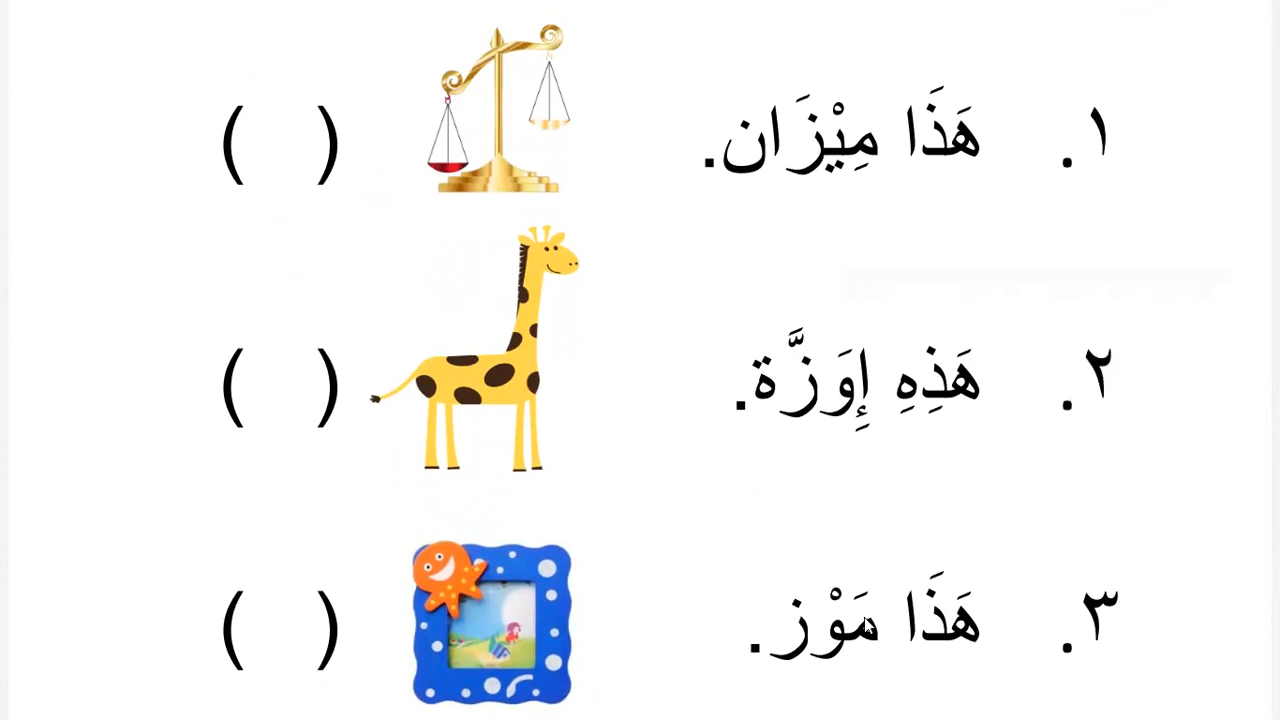 ١. هَذَا مِيْزَان. (   )
٢. هَذِهِ إِوَزَّة. (   )
٣. هَذَا مَوْز. (   )